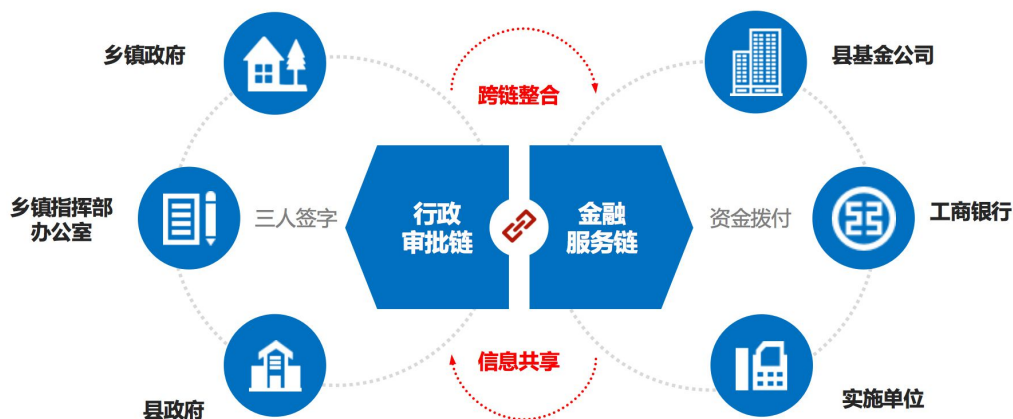 乡镇政府
跨链整合
县基金公司
乡镇指挥部
办公室
三人签字
行政
审批链
金融
服务链
资金拨付
工商银行
信息共享
县政府
实施单位